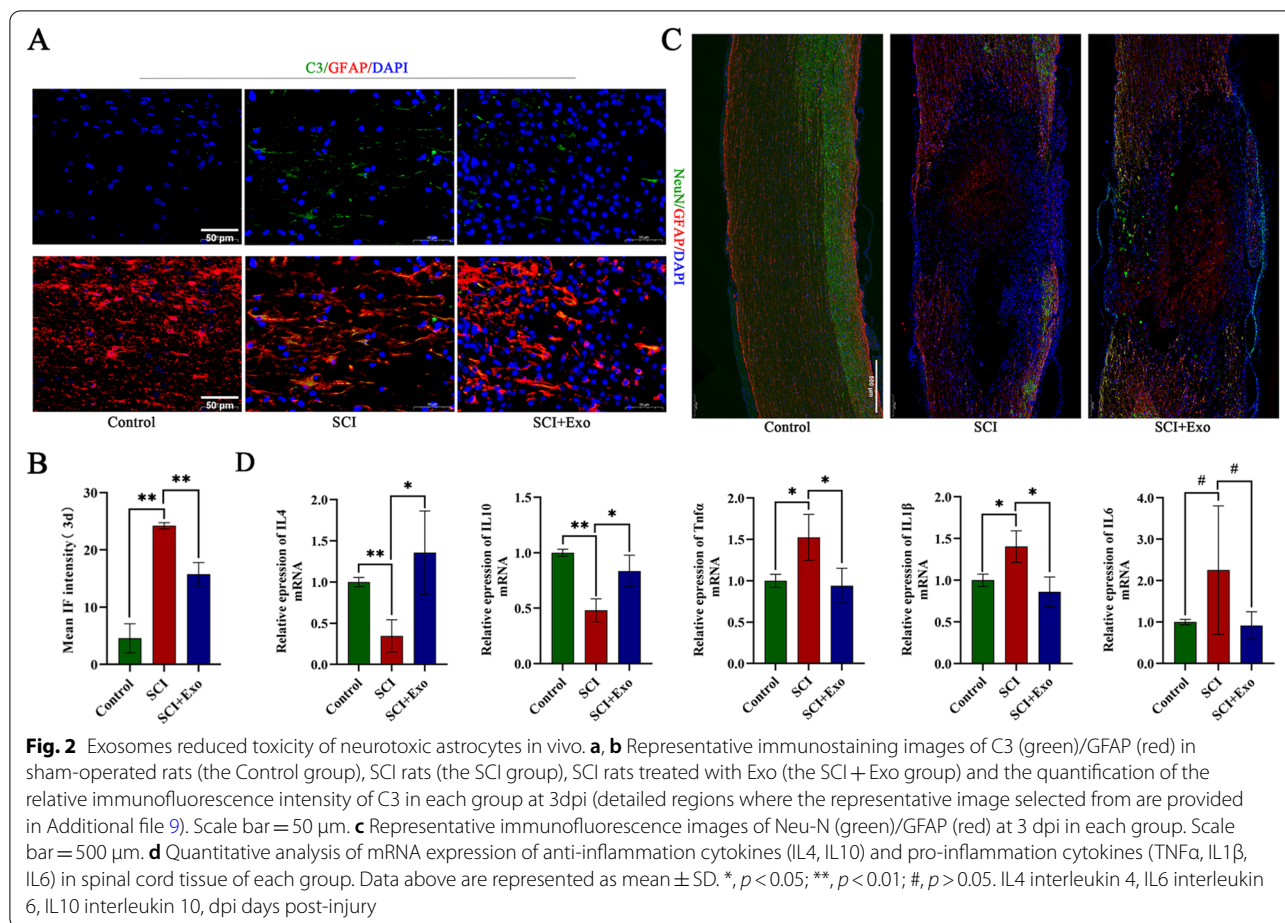 A
C3/GFAP/DAPI
50 μm
50 μm
Control
SCI
SCI+Exo
C
NeuN/GFAP/DAPI
500 μm
Control
SCI
SCI+Exo
B
Mean IF intensity (3d)
30
20
10
0
Control
SCI
SCI+Exo
**
**
D
Relative epression of IL4
mRNA
2.0
1.5
1.0
0.5
0.0
Control
SCI
SCI+Exo
**
*
Relative epression of IL10
mRNA
1.5
1.0
0.5
0.0
Control
SCI
SCI+Exo
**
*
Relative epression of Tnfα
mRNA
2.0
1.5
1.0
0.5
0.0
Control
SCI
SCI+Exo
*
*
Relative epression of IL1β
mRNA
2.0
1.5
1.0
0.5
0.0
Control
SCI
SCI+Exo
*
*
Relative epression of IL6
mRNA
6.0
4.0
2.0
0.0
Control
SCI
SCI+Exo
#
#
Fig. 2 Exosomes reduced toxicity of neurotoxic astrocytes in vivo. a, b Representative immunostaining images of C3 (green)/GFAP (red) in
sham-operated rats (the Control group), SCI rats (the SCI group), SCI rats treated with Exo (the SCI + Exo group) and the quantification of the
relative immunofluorescence intensity of C3 in each group at 3dpi (detailed regions where the representative image selected from are provided
in Additional file 9). Scale bar = 50 μm. c Representative immunofluorescence images of Neu-N (green)/GFAP (red) at 3 dpi in each group. Scale
bar = 500 μm. d Quantitative analysis of mRNA expression of anti-inflammation cytokines (IL4, IL10) and pro-inflammation cytokines (TNFα, IL1β,
IL6) in spinal cord tissue of each group. Data above are represented as mean ± SD. *, p < 0.05; **, p < 0.01; #, p > 0.05. IL4 interleukin 4, IL6 interleukin
6, IL10 interleukin 10, dpi days post-injury